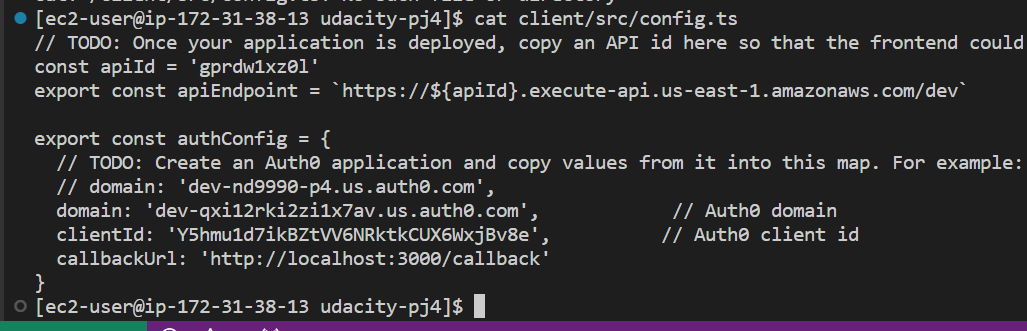 [ec2-user@ip-172-31-38-13 udacity-pj4]$ cat client/src/config.ts
// TODO: Once your application is deployed, copy an API id here so that the frontend could
const apiId = 'gprdw1xz0l'
export const apiEndpoint = `https://${apiId}.execute-api.us-east-1.amazonaws.com/dev`
export const authConfig = {
// TODO: Create an Auth0 application and copy values from it into this map. For example:
// domain: 'dev-nd9990-p4.us.auth0.com',
domain: 'dev-qxi12rki2zi1x7av.us.auth0.com', // Auth0 domain
clientId: 'Y5hmu1d7ikBZtVV6NRktkCUX6WxjBv8e', // Auth0 client id
callbackUrl: 'http://localhost:3000/callback'
}
[ec2-user@ip-172-31-38-13 udacity-pj4]$